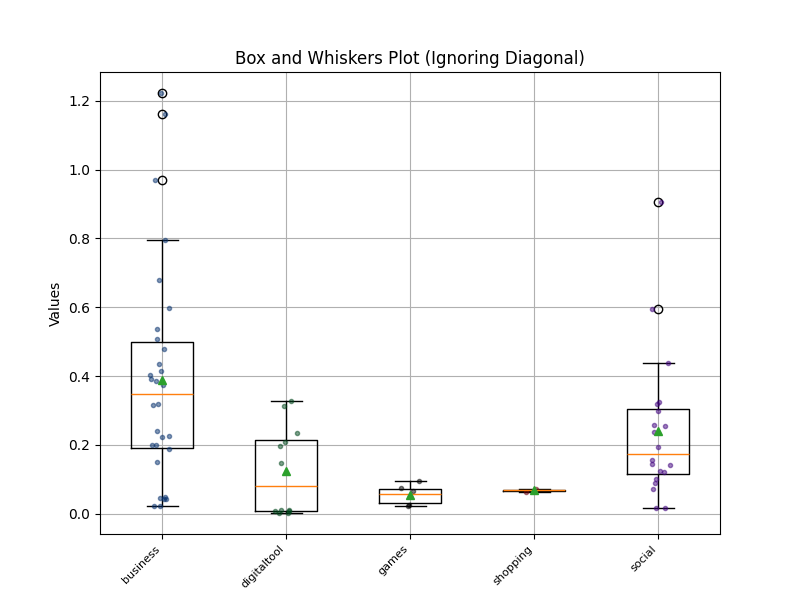 Box and Whiskers Plot (Ignoring Diagonal)
Values
1.2
1.0
0.8
0.6
0.4
0.2
0.0
business
digitaltool
games
shopping
social